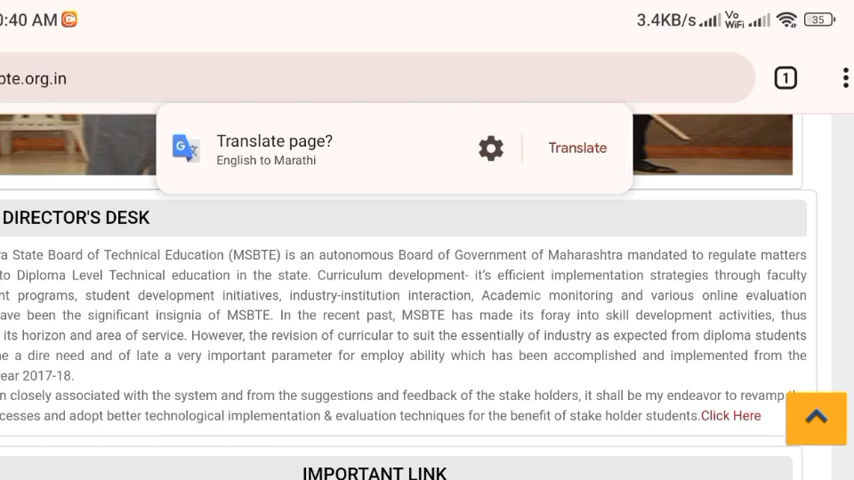 0:40 AM
3.4KB/s Vo WiFi 35
bte.org.in
1
Translate page?
English to Marathi
Translate
DIRECTOR'S DESK
ra State Board of Technical Education (MSBTE) is an autonomous Board of Government of Maharashtra mandated to regulate matters
to Diploma Level Technical education in the state. Curriculum development- it's efficient implementation strategies through faculty
nt programs, student development initiatives, industry-institution interaction, Academic monitoring and various online evaluation
ave been the significant insignia of MSBTE. In the recent past, MSBTE has made its foray into skill development activities, thus
its horizon and area of service. However, the revision of curricular to suit the essentially of industry as expected from diploma students
ne a dire need and of late a very important parameter for employ ability which has been accomplished and implemented from the
ear 2017-18.
n closely associated with the system and from the suggestions and feedback of the stake holders, it shall be my endeavor to revamp
cesses and adopt better technological implementation & evaluation techniques for the benefit of stake holder students.Click Here
IMPORTANT LINK